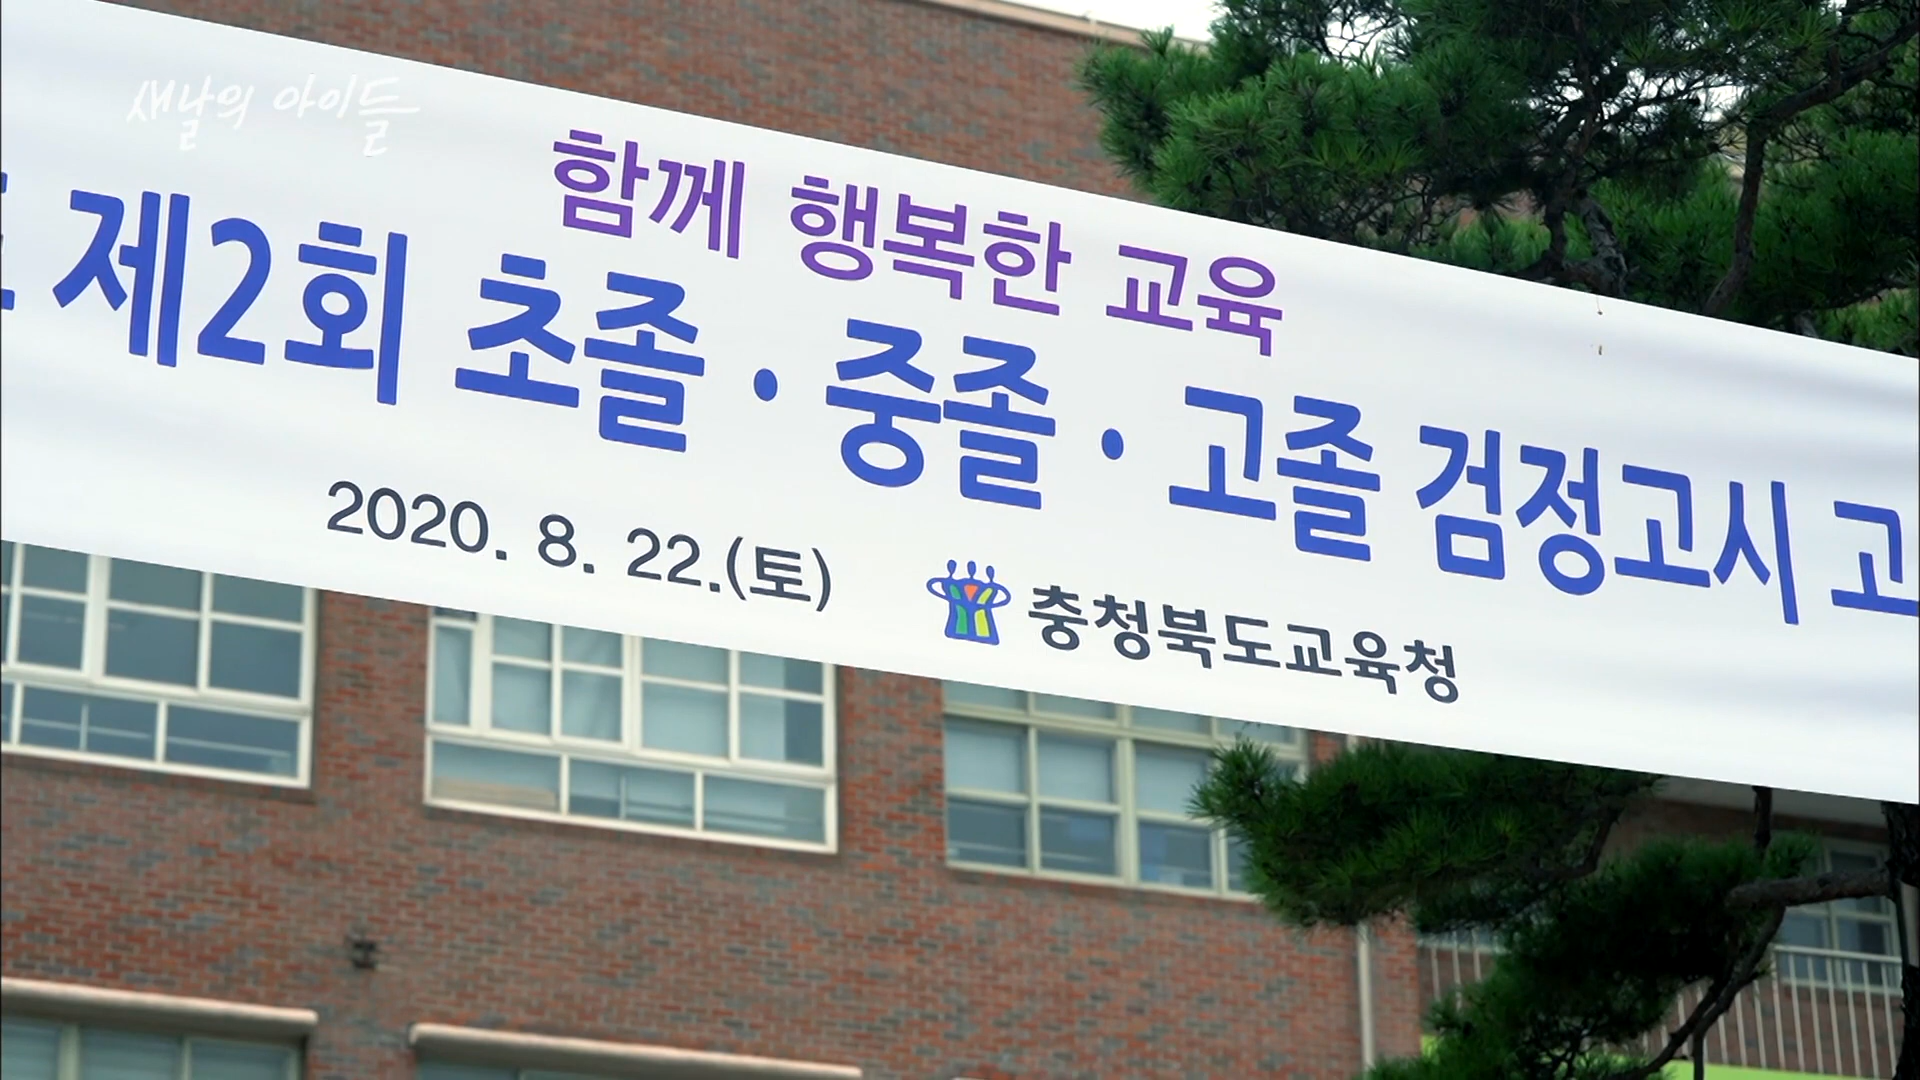 새날의 아이들
함께 행복한 교육
제2회 초졸·중졸·고졸 검정고시 고
2020. 8. 22.(토)
충청북도교육청